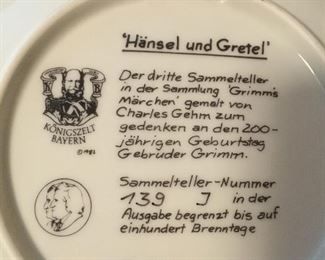 'Hänsel und Gretel'
Der dritte Sammelteller
in der Sammlung 'Grimm's
Märchen' gemalt von
Charles Gehm zum
gedenken an den 200-
jährigen Geburtstag
Gebrüder Grimm.
KÖNIGSZELT
BAYERN
©1982
Sammelteller-Nummer
139 J in der
Ausgabe begrenzt bis auf
einhundert Brenntage